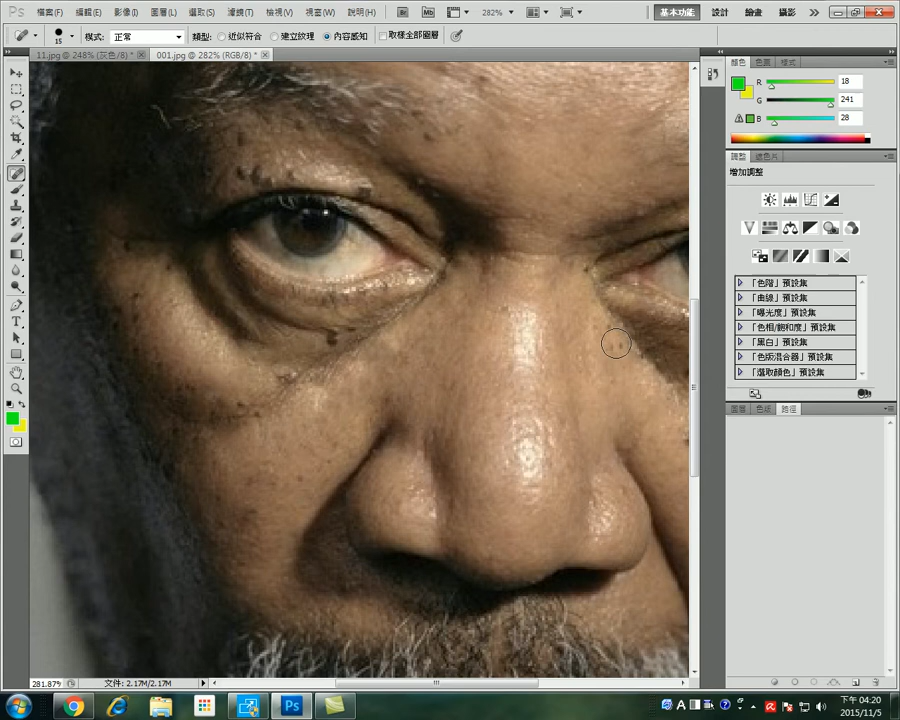 Ps 檔案(F) 編輯(E) 影像(I) 圖層(L) 選取(S) 濾鏡(T) 檢視(V) 視窗(W) 說明(H) Br Mb 282% 基本功能 設計 繪畫 攝影
15 模式: 正常 類型: 近似符合 建立紋理 內容感知 取樣全部圖層
11.jpg @ 248% (灰色/8) * 001.jpg @ 282% (RGB/8) *
顏色 色票 樣式
R 18
G 241
B 28
調整 遮色片
增加調整
「色階」預設集
「曲線」預設集
「曝光度」預設集
「色相/飽和度」預設集
「黑白」預設集
「色版混合器」預設集
「選取顏色」預設集
圖層 色版 路徑
281.87% 文件: 2.17M/2.17M
Ps A 下午 04:20
2015/11/5